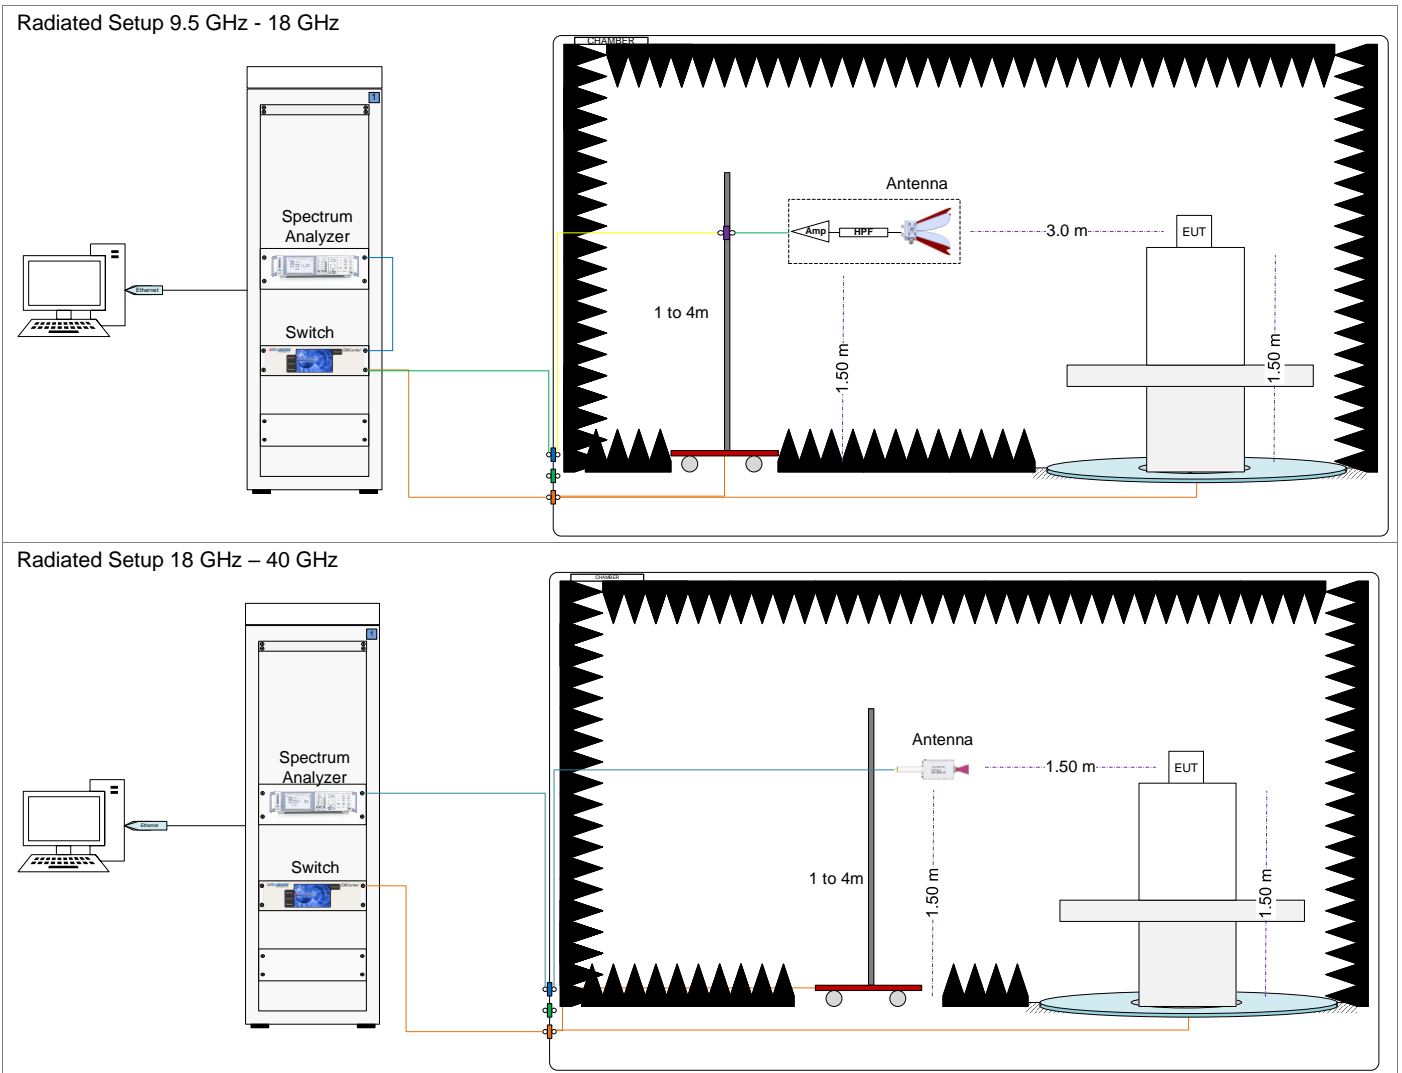 Radiated Setup 9.5 GHz - 18 GHz
CHAMBER
1
Antenna
Spectrum
Analyzer
Amp
HPF
3.0 m
EUT
Ethernet
1 to 4m
Switch
1.50 m
1.50 m
Radiated Setup 18 GHz – 40 GHz
CHAMBER
1
Antenna
Spectrum
Analyzer
1.50 m
EUT
Ethernet
Switch
1 to 4m
1.50 m
1.50 m